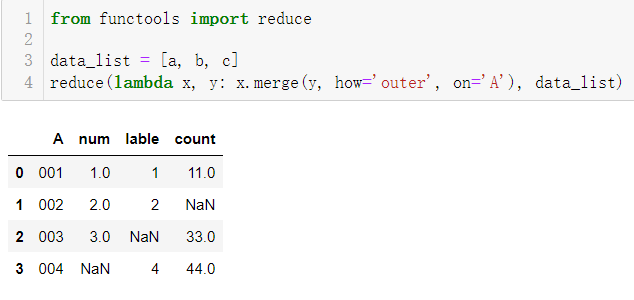 1 from functools import reduce
2
3 data_list = [a, b, c]
4 reduce(lambda x, y: x.merge(y, how='outer', on='A'), data_list)
A num lable count
0 001 1.0 1 11.0
1 002 2.0 2 NaN
2 003 3.0 NaN 33.0
3 004 NaN 4 44.0